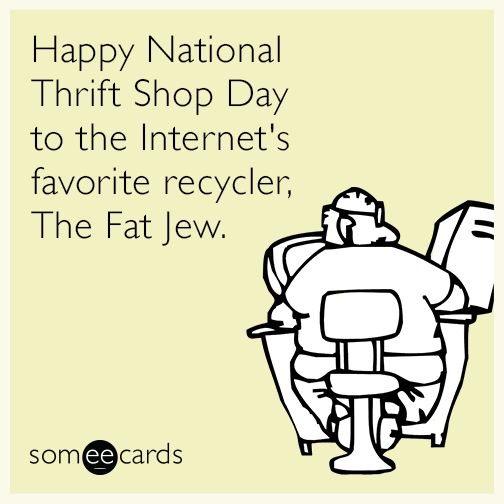 Happy National
Thrift Shop Day
to the Internet's
favorite recycler,
The Fat Jew.
someecards